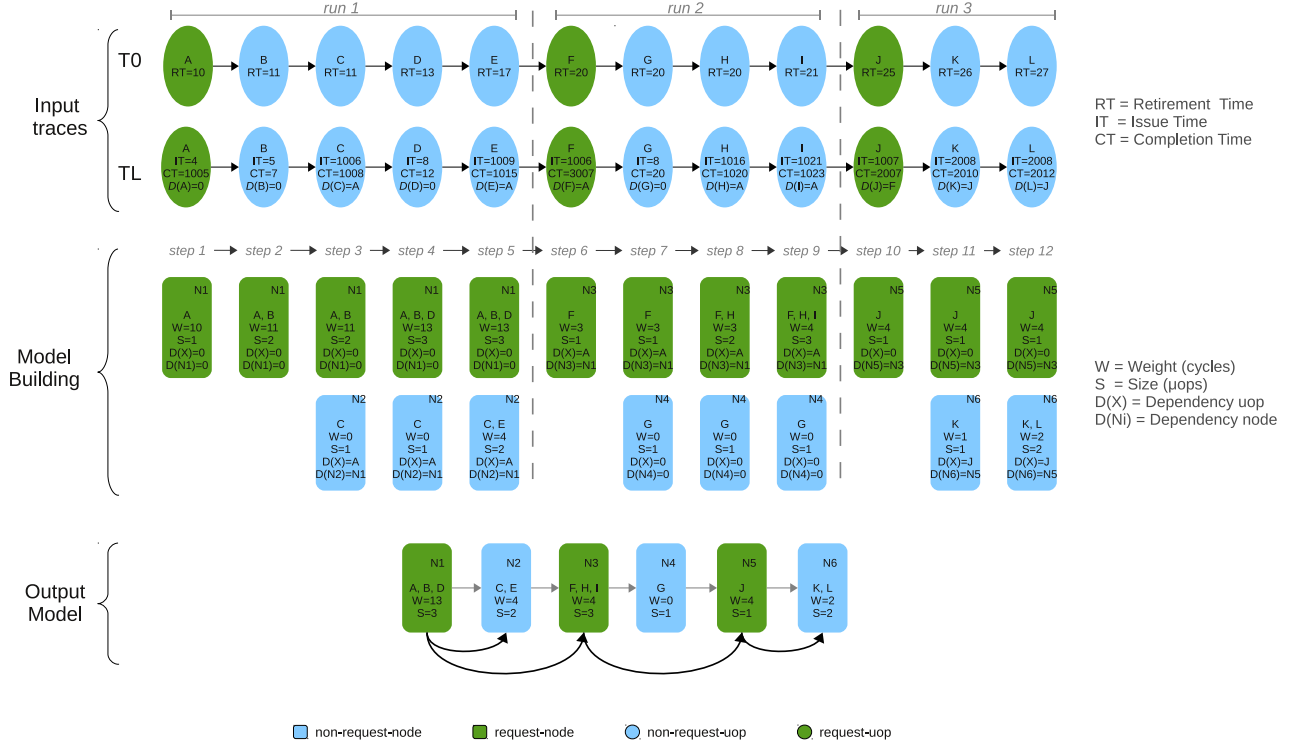 run 1
run 2
run 3
T0
A
RT=10
B
RT=11
C
RT=11
D
RT=13
E
RT=17
F
RT=20
G
RT=20
H
RT=20
I
RT=21
J
RT=25
K
RT=26
L
RT=27
Input
traces
TL
A
IT=4
CT=1005
D(A)=0
B
IT=5
CT=7
D(B)=0
C
IT=1006
CT=1008
D(C)=A
D
IT=8
CT=12
D(D)=0
E
IT=1009
CT=1015
D(E)=A
F
IT=1006
CT=3007
D(F)=A
G
IT=8
CT=20
D(G)=0
H
IT=1016
CT=1020
D(H)=A
I
IT=1021
CT=1023
D(I)=A
J
IT=1007
CT=2007
D(J)=F
K
IT=2008
CT=2010
D(K)=J
L
IT=2008
CT=2012
D(L)=J
RT = Retirement Time
IT = Issue Time
CT = Completion Time
step 1
step 2
step 3
step 4
step 5
step 6
step 7
step 8
step 9
step 10
step 11
step 12
Model
Building
N1
A
W=10
S=1
D(X)=0
D(N1)=0
N1
A, B
W=11
S=2
D(X)=0
D(N1)=0
N1
A, B
W=11
S=2
D(X)=0
D(N1)=0
N1
A, B, D
W=13
S=3
D(X)=0
D(N1)=0
N1
A, B, D
W=13
S=3
D(X)=0
D(N1)=0
N3
F
W=3
S=1
D(X)=A
D(N3)=N1
N3
F
W=3
S=1
D(X)=A
D(N3)=N1
N3
F, H
W=3
S=2
D(X)=A
D(N3)=N1
N3
F, H, I
W=4
S=3
D(X)=A
D(N3)=N1
N5
J
W=4
S=1
D(X)=0
D(N5)=N3
N5
J
W=4
S=1
D(X)=0
D(N5)=N3
N5
J
W=4
S=1
D(X)=0
D(N5)=N3
N2
C
W=0
S=1
D(X)=A
D(N2)=N1
N2
C
W=0
S=1
D(X)=A
D(N2)=N1
N2
C, E
W=4
S=2
D(X)=A
D(N2)=N1
N4
G
W=0
S=1
D(X)=0
D(N4)=0
N4
G
W=0
S=1
D(X)=0
D(N4)=0
N4
G
W=0
S=1
D(X)=0
D(N4)=0
N6
K
W=1
S=1
D(X)=J
D(N6)=N5
N6
K, L
W=2
S=2
D(X)=J
D(N6)=N5
W = Weight (cycles)
S = Size (μops)
D(X) = Dependency uop
D(Ni) = Dependency node
Output
Model
N1
A, B, D
W=13
S=3
N2
C, E
W=4
S=2
N3
F, H, I
W=4
S=3
N4
G
W=0
S=1
N5
J
W=4
S=1
N6
K, L
W=2
S=2
non-request-node
request-node
non-request-uop
request-uop